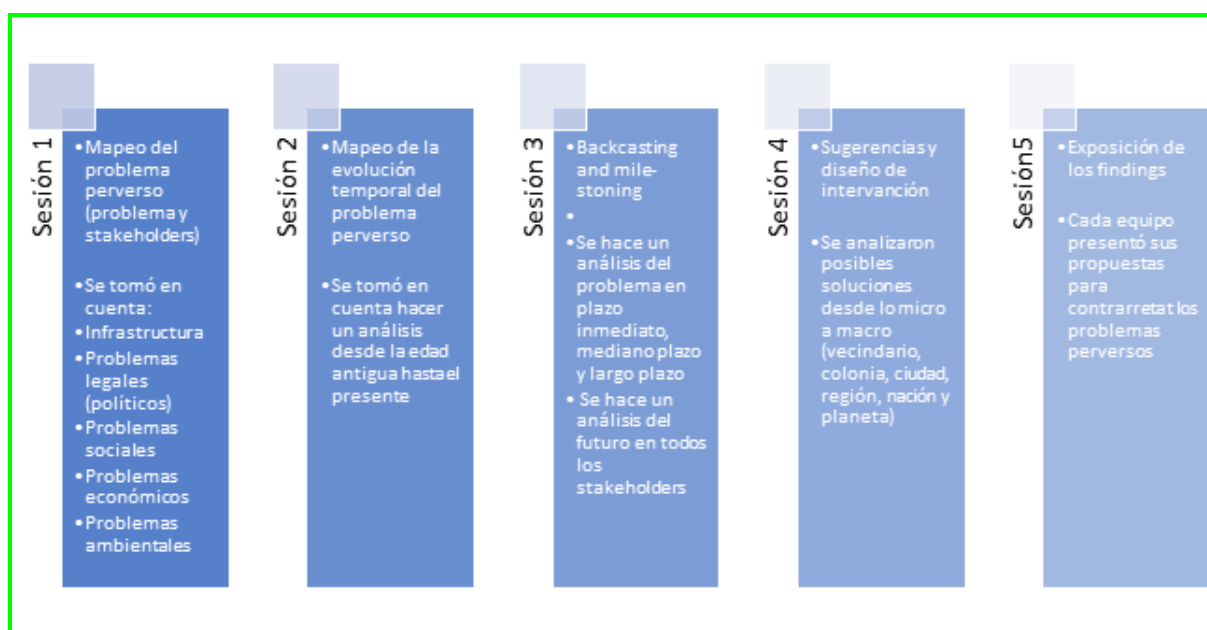 Sesión 1
•Mapeo del
problema
perverso
(problema y
stakeholders)
•Se tomó en
cuenta:
•Infrastructura
•Problemas
legales
(políticos)
•Problemas
sociales
•Problemas
económicos
•Problemas
ambientales
Sesión 2
•Mapeo de la
evolución
temporal del
problema
perverso
•Se tomó en
cuenta hacer
un análisis
desde la edad
antigua hastael
presente
Sesión 3
•Backcasting
and mile-
stoning
•
•Se hace un
análisis del
problema en
plazo
inmediato,
mediano plazo
y largo plazo
• Se hace un
análisis del
futuro en todos
los
stakeholders
Sesión 4
•Sugerencias y
diseño de
intervanción
•Se analizaron
posibles
soluciones
desde lo micro
a macro
(vecindario,
colonia, ciudad,
región, nación y
planeta)
Sesión5
•Exposición de
los findings
•Cada equipo
presentó sus
propuestas
para
contrarretat los
problemas
perversos